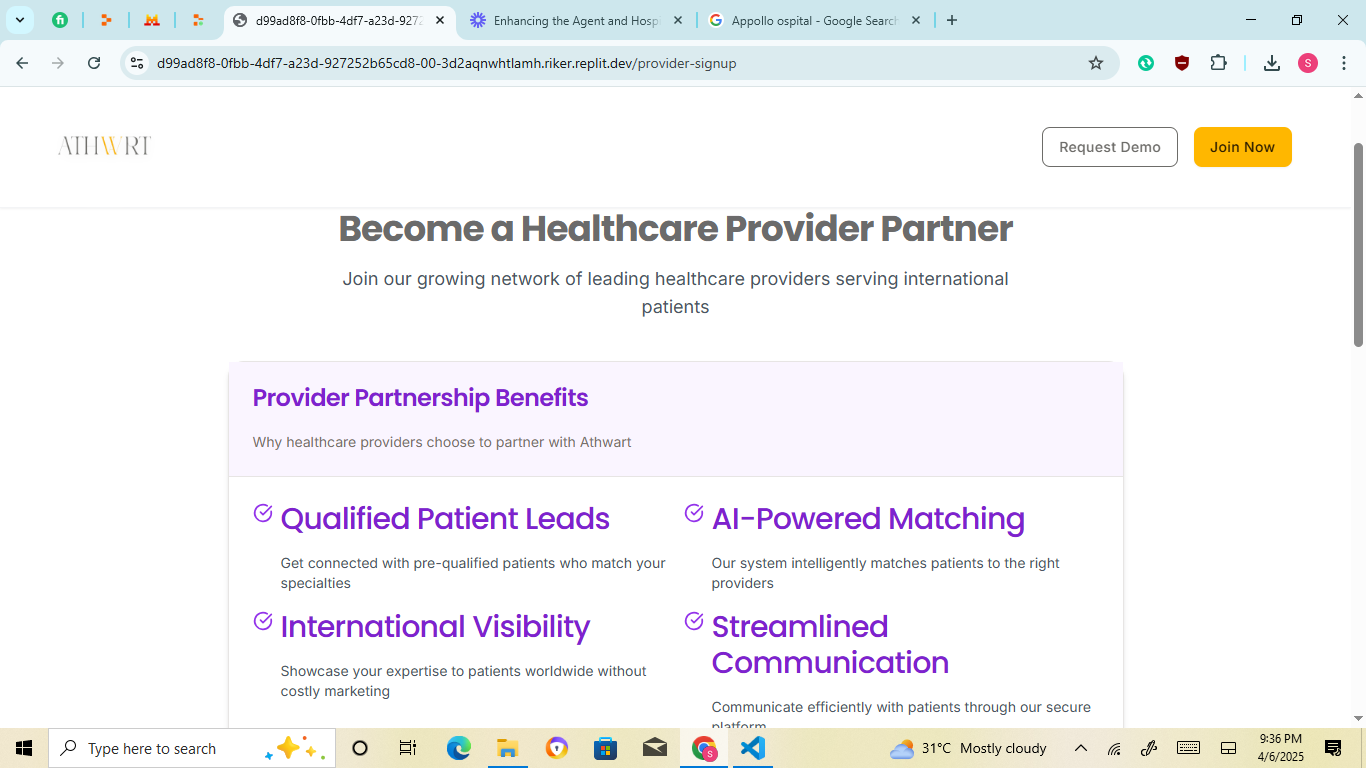 d99ad8f8-0fbb-4df7-a23d-9272
Enhancing the Agent and Hospi
Appollo ospital - Google Search
d99ad8f8-0fbb-4df7-a23d-927252b65cd8-00-3d2aqnwhtlamh.riker.replit.dev/provider-signup
S
ATHWRT
Request Demo
Join Now
Become a Healthcare Provider Partner
Join our growing network of leading healthcare providers serving international
patients
Provider Partnership Benefits
Why healthcare providers choose to partner with Athwart
Qualified Patient Leads
Get connected with pre-qualified patients who match your
specialties
AI-Powered Matching
Our system intelligently matches patients to the right
providers
International Visibility
Showcase your expertise to patients worldwide without
costly marketing
Streamlined
Communication
Communicate efficiently with patients through our secure
platform
Type here to search
S
31°C Mostly cloudy
9:36 PM
4/6/2025